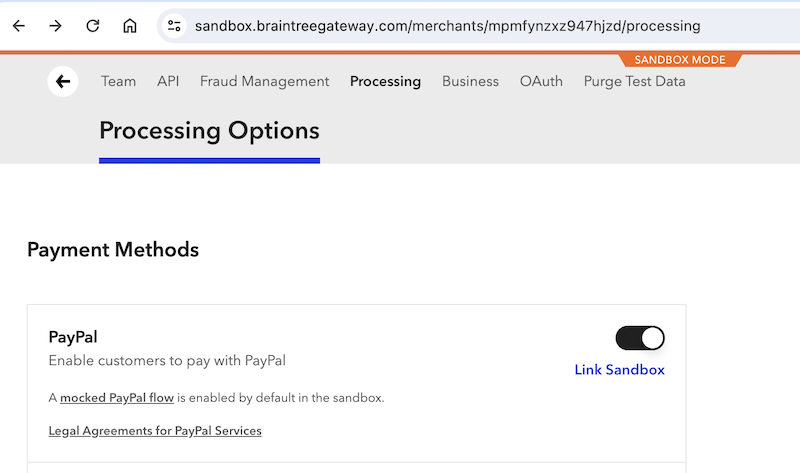 sandbox.braintreegateway.com/merchants/mpmfynzxz947hjzd/processing
SANDBOX MODE
Team API Fraud Management Processing Business OAuth Purge Test Data
Processing Options
Payment Methods
PayPal
Enable customers to pay with PayPal
Link Sandbox
A mocked PayPal flow is enabled by default in the sandbox.
Legal Agreements for PayPal Services